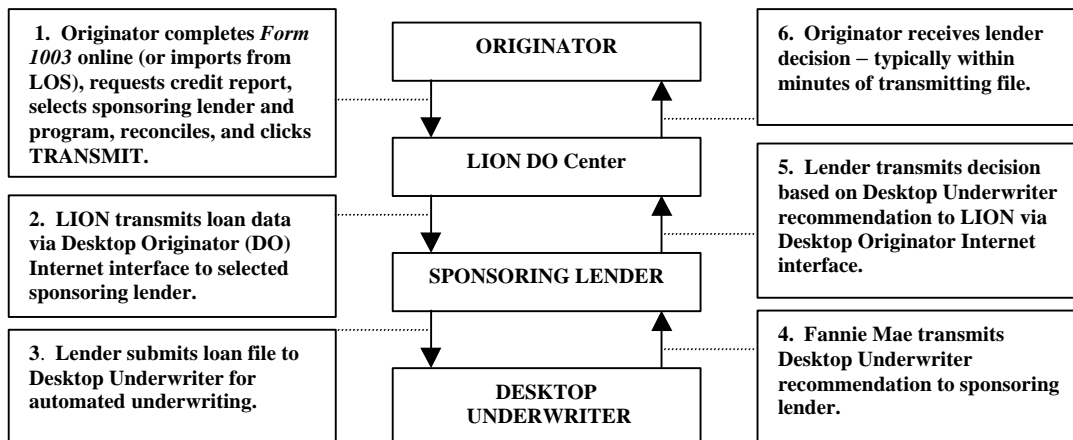 1. Originator completes Form
1003 online (or imports from
LOS), requests credit report,
selects sponsoring lender and
program, reconciles, and clicks
TRANSMIT.
2. LION transmits loan data
via Desktop Originator (DO)
Internet interface to selected
sponsoring lender.
3. Lender submits loan file to
Desktop Underwriter for
automated underwriting.
ORIGINATOR
LION DO Center
SPONSORING LENDER
DESKTOP
UNDERWRITER
6. Originator receives lender
decision – typically within
minutes of transmitting file.
5. Lender transmits decision
based on Desktop Underwriter
recommendation to LION via
Desktop Originator Internet
interface.
4. Fannie Mae transmits
Desktop Underwriter
recommendation to sponsoring
lender.